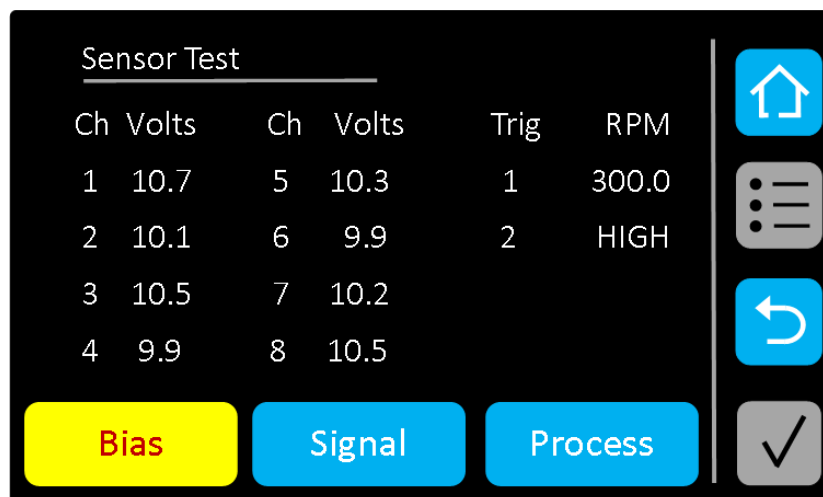 Sensor Test
Ch Volts Ch Volts Trig RPM
1 10.7 5 10.3 1 300.0
2 10.1 6 9.9 2 HIGH
3 10.5 7 10.2
4 9.9 8 10.5
Bias Signal Process